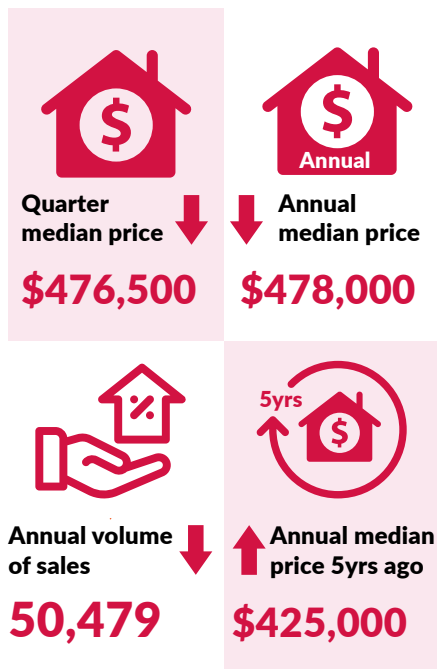 $
$
Annual
Quarter
median price
Annual
median price
$476,500
$478,000
%
5yrs
$
Annual volume
of sales
Annual median
price 5yrs ago
50,479
$425,000